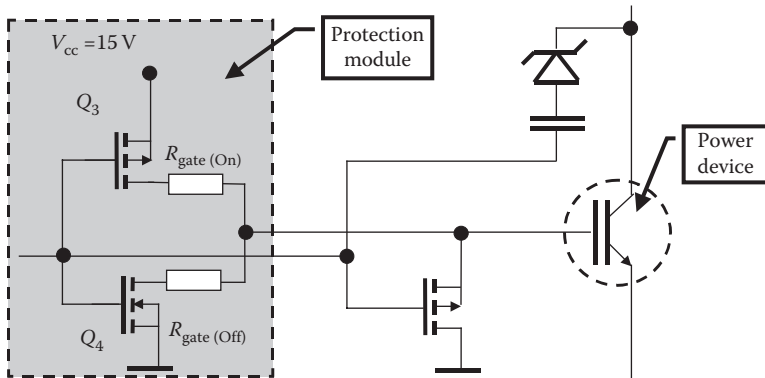 V_cc = 15 V
Protection
module
Q_3
R_gate (On)
Power
device
Q_4
R_gate (Off)